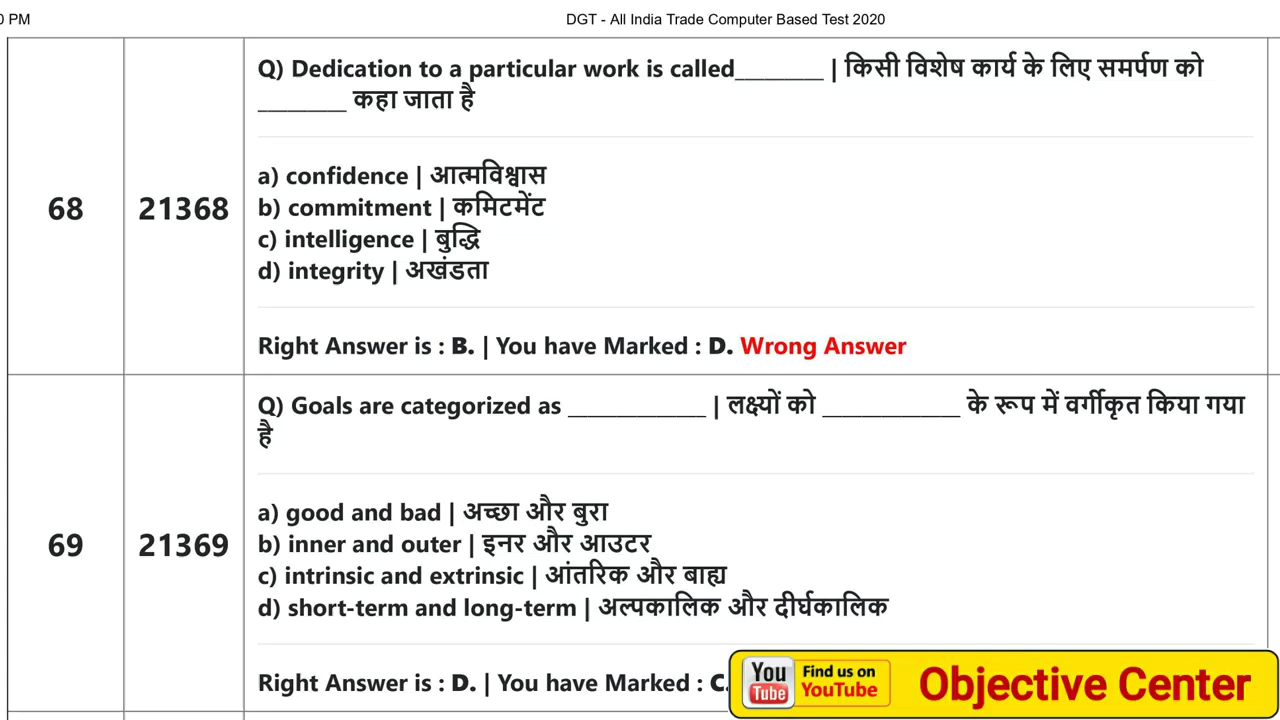 0 PM
DGT - All India Trade Computer Based Test 2020
Q) Dedication to a particular work is called________ | किसी विशेष कार्य के लिए समर्पण को
________ कहा जाता है
a) confidence | आत्मविश्वास
68
21368
b) commitment | कमिटमेंट
c) intelligence | बुद्धि
d) integrity | अखंडता
Right Answer is : B. | You have Marked : D. Wrong Answer
Q) Goals are categorized as ____________ | लक्ष्यों को ____________ के रूप में वर्गीकृत किया गया
है
a) good and bad | अच्छा और बुरा
69
21369
b) inner and outer | इनर और आउटर
c) intrinsic and extrinsic | आंतरिक और बाह्य
d) short-term and long-term | अल्पकालिक और दीर्घकालिक
Right Answer is : D. | You have Marked : C.
You
Tube
Find us on
YouTube
Objective Center